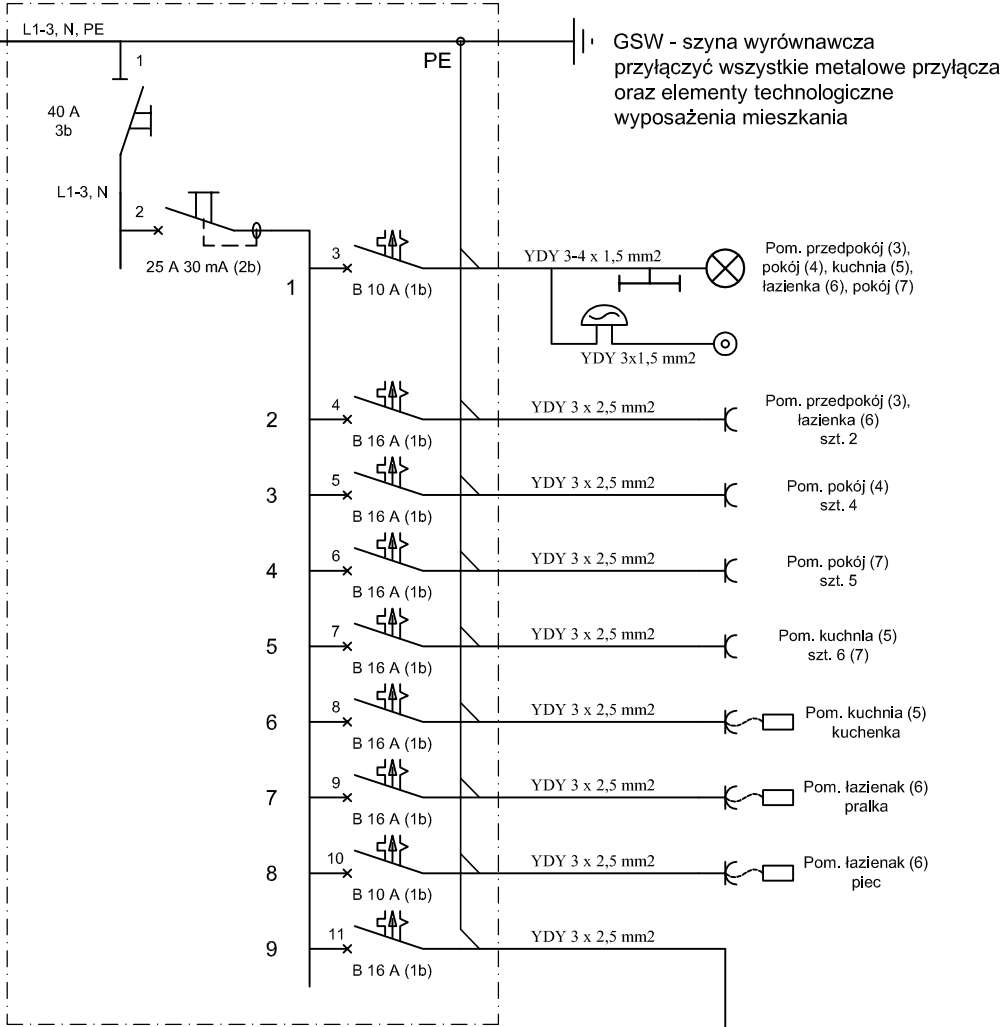 L1-3, N, PE
1
PE
GSW - szyna wyrównawcza
przyłączyć wszystkie metalowe przyłącza
oraz elementy technologiczne
wyposażenia mieszkania
40 A
3b
L1-3, N
2
25 A 30 mA (2b)
1
3
B 10 A (1b)
YDY 3-4 x 1,5 mm2
Pom. przedpokój (3),
pokój (4), kuchnia (5),
łazienka (6), pokój (7)
YDY 3x1,5 mm2
2
4
B 16 A (1b)
YDY 3 x 2,5 mm2
Pom. przedpokój (3),
łazienka (6)
szt. 2
3
5
B 16 A (1b)
YDY 3 x 2,5 mm2
Pom. pokój (4)
szt. 4
4
6
B 16 A (1b)
YDY 3 x 2,5 mm2
Pom. pokój (7)
szt. 5
5
7
B 16 A (1b)
YDY 3 x 2,5 mm2
Pom. kuchnia (5)
szt. 6 (7)
6
8
B 16 A (1b)
YDY 3 x 2,5 mm2
Pom. kuchnia (5)
kuchenka
7
9
B 16 A (1b)
YDY 3 x 2,5 mm2
Pom. łazienak (6)
pralka
8
10
B 10 A (1b)
YDY 3 x 2,5 mm2
Pom. łazienak (6)
piec
9
11
B 16 A (1b)
YDY 3 x 2,5 mm2